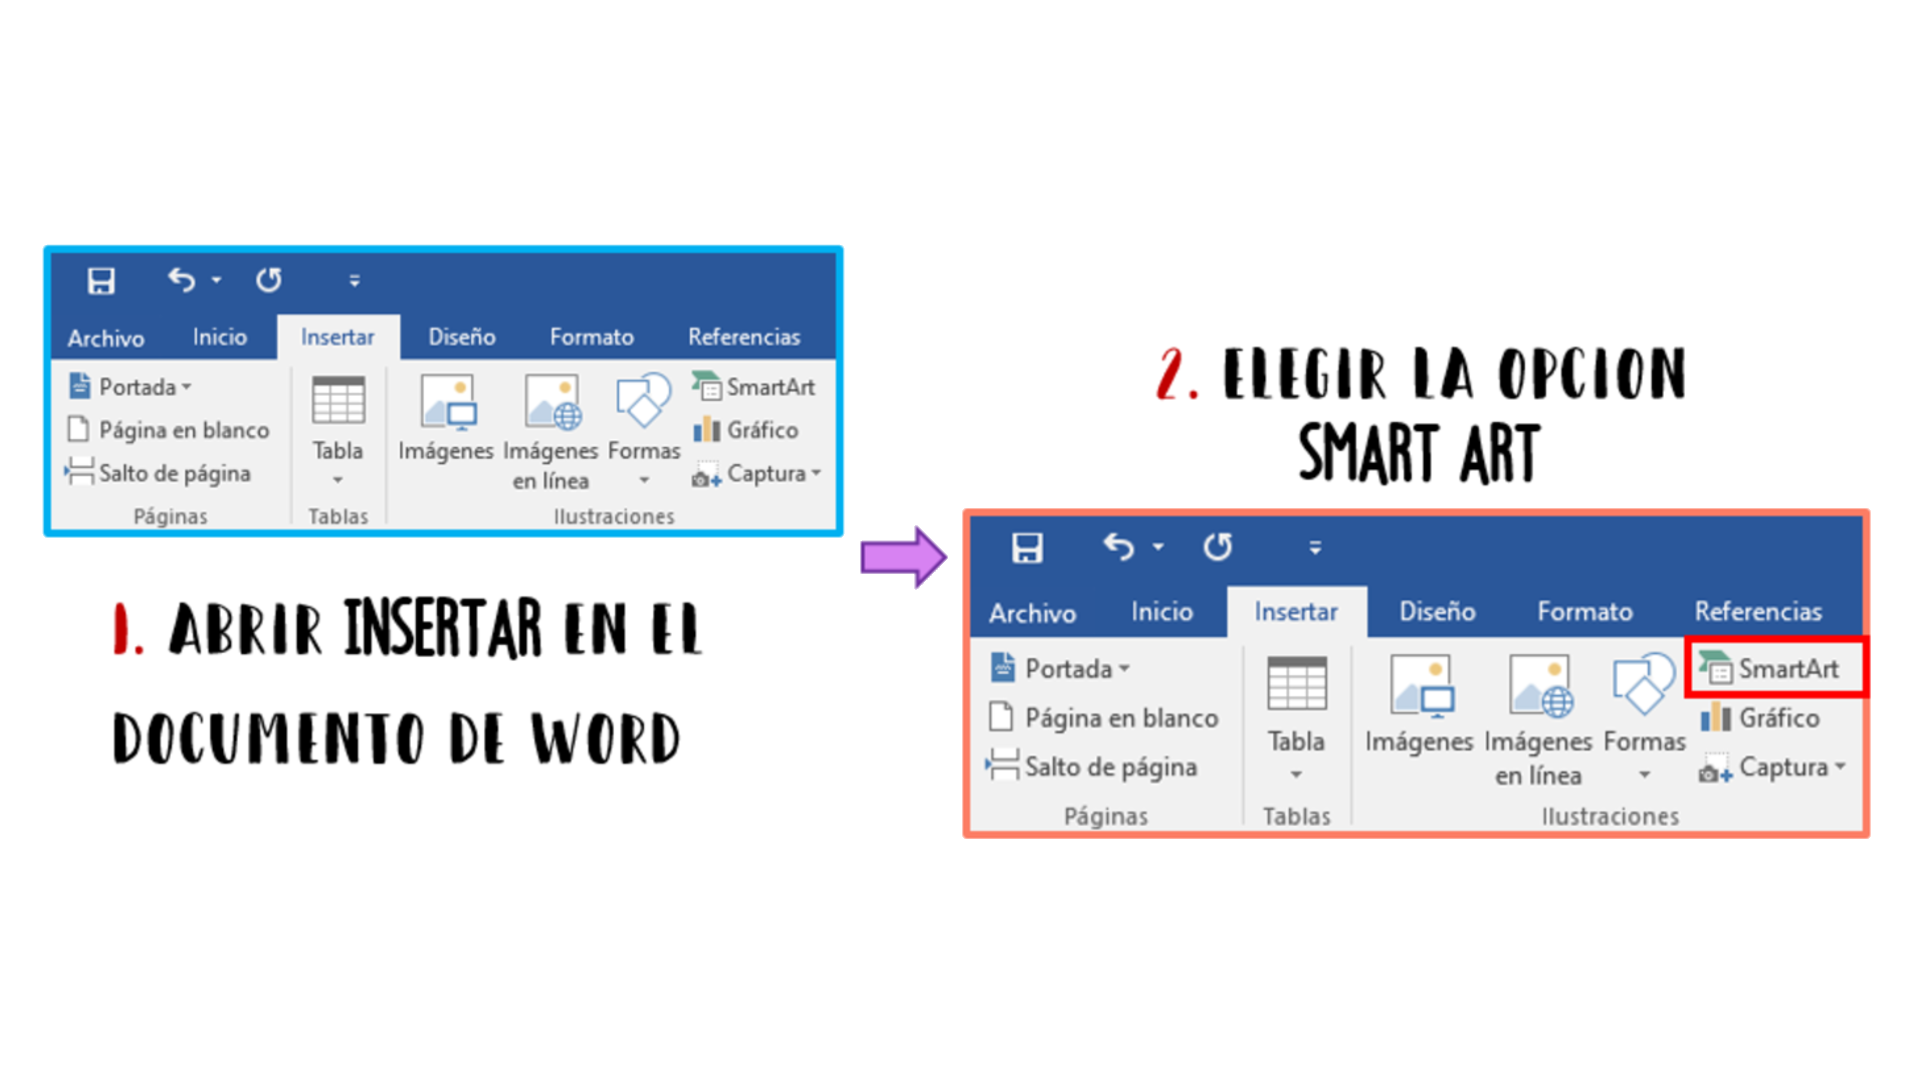 Archivo Inicio Insertar Diseño Formato Referencias
Portada
Página en blanco
Salto de página
Páginas
Tabla
Tablas
Imágenes
Imágenes
en línea
Formas
SmartArt
Gráfico
Captura
Ilustraciones
1. ABRIR INSERTAR EN EL
DOCUMENTO DE WORD
2. ELEGIR LA OPCION
SMART ART
Archivo Inicio Insertar Diseño Formato Referencias
Portada
Página en blanco
Salto de página
Páginas
Tabla
Tablas
Imágenes
Imágenes
en línea
Formas
SmartArt
Gráfico
Captura
Ilustraciones